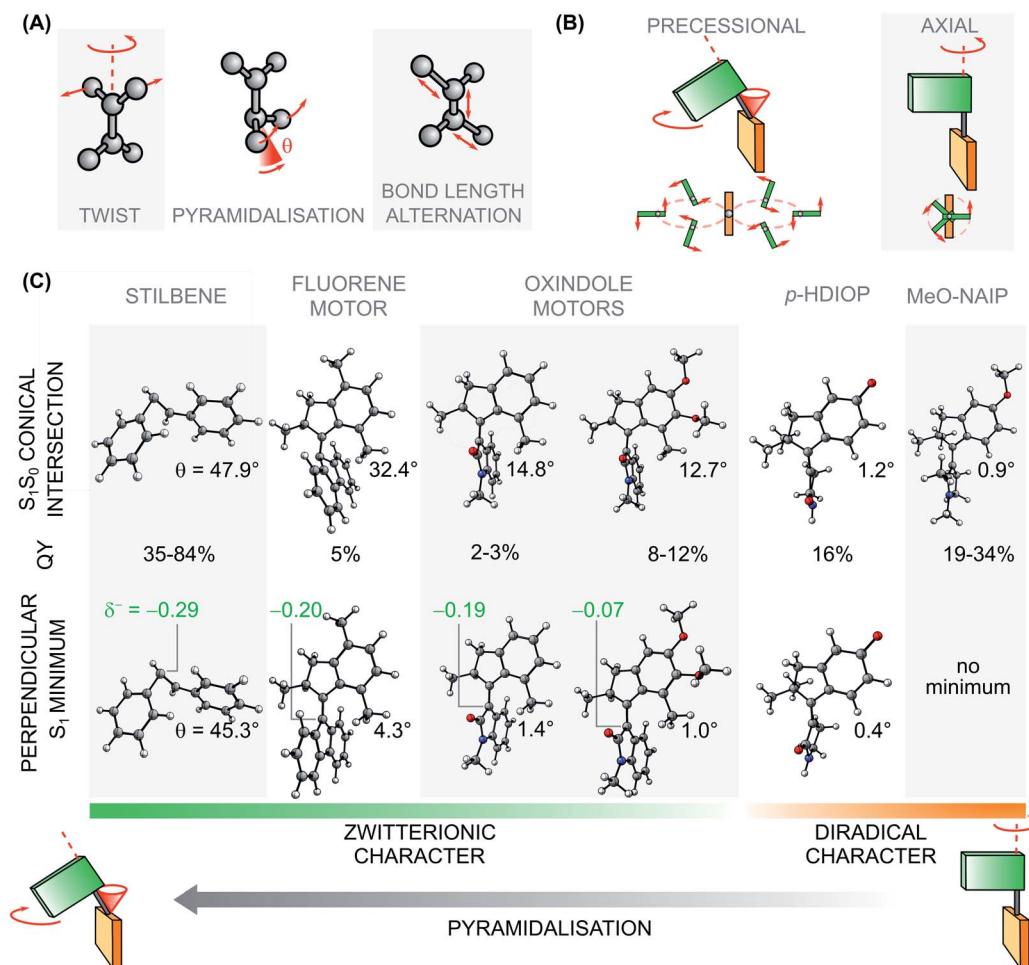 (A)
TWIST
PYRAMIDALISATION
θ
BOND LENGTH
ALTERNATION
(B)
PRECESSIONAL
AXIAL
(C)
STILBENE
FLUORENE
MOTOR
OXINDOLE
MOTORS
p-HDIOP
MeO-NAIP
S₁S₀ CONICAL
INTERSECTION
θ = 47.9°
32.4°
14.8°
12.7°
1.2°
0.9°
QY
35-84%
5%
2-3%
8-12%
16%
19-34%
PERPENDICULAR
S₁ MINIMUM
δ⁻ = −0.29
−0.20
−0.19
−0.07
θ = 45.3°
4.3°
1.4°
1.0°
0.4°
no
minimum
ZWITTERIONIC
CHARACTER
DIRADICAL
CHARACTER
PYRAMIDALISATION